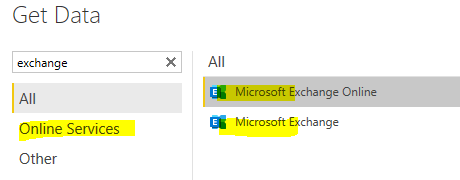 Get Data
exchange
All
Online Services
Other
All
Microsoft Exchange Online
Microsoft Exchange